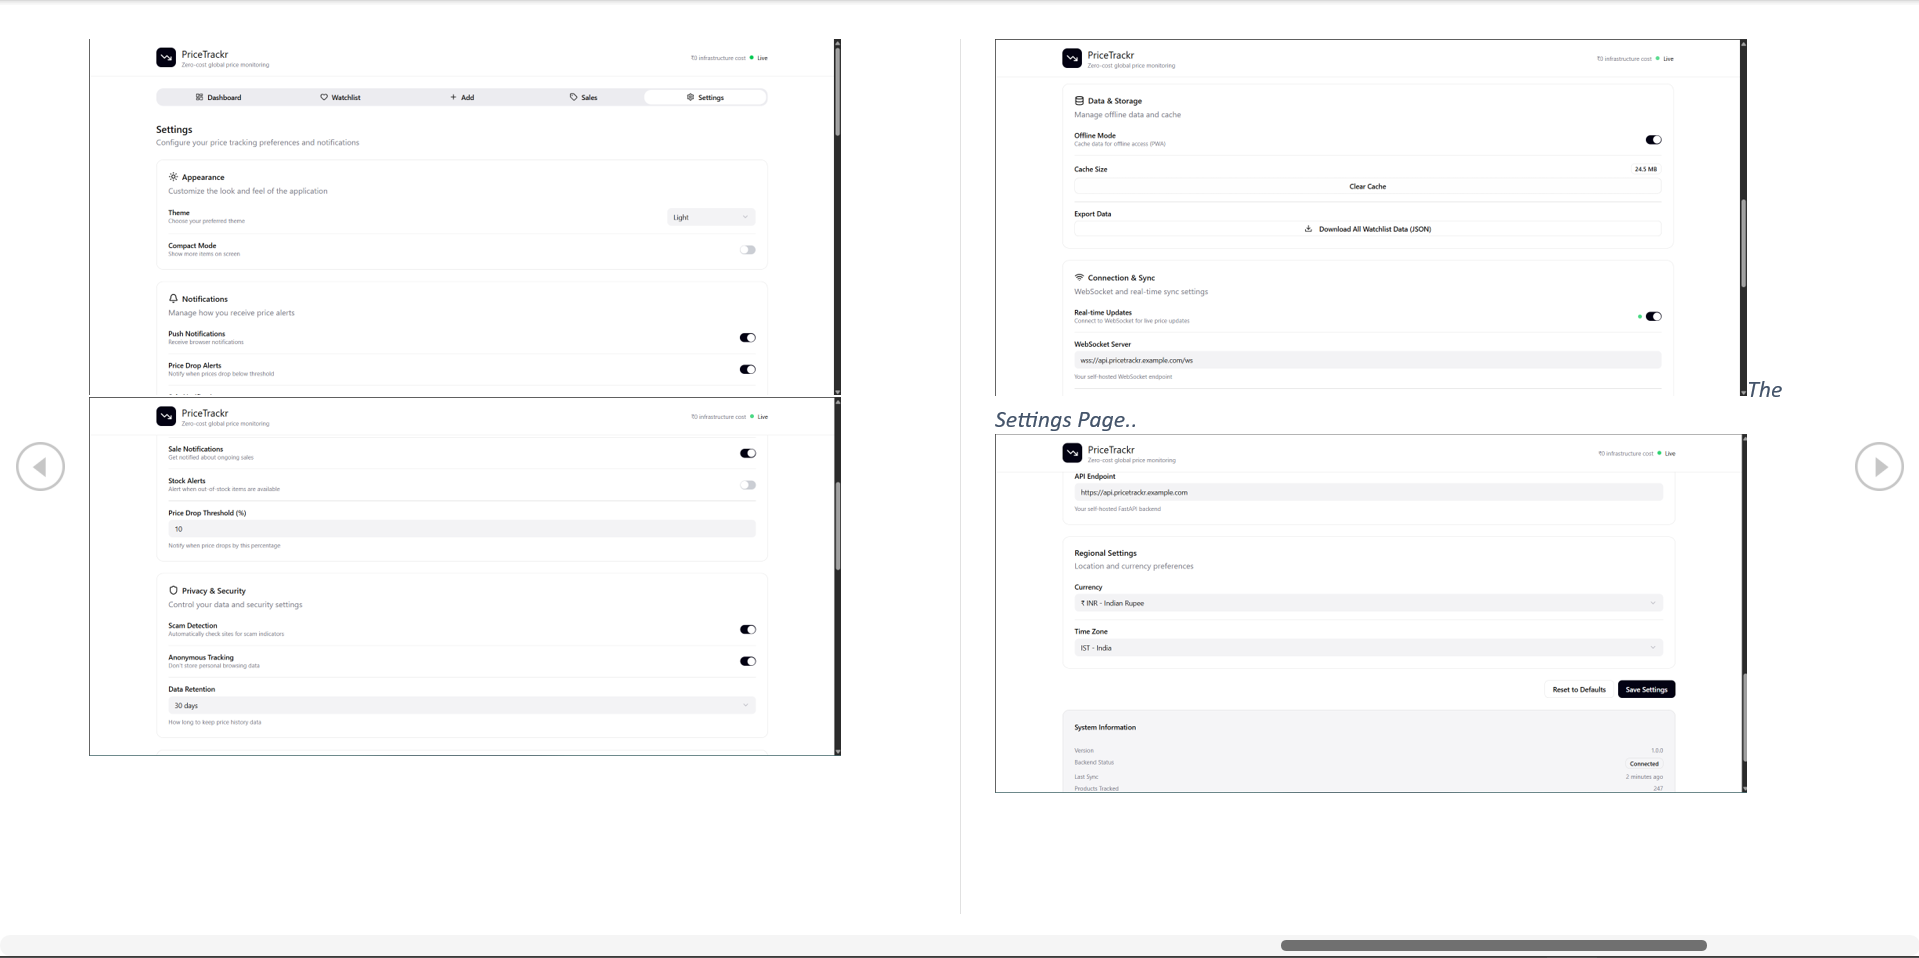 PriceTrackr
Zero-cost global price monitoring
₹0 infrastructure cost Live
Dashboard Watchlist + Add Sales Settings
Settings
Configure your price tracking preferences and notifications
Appearance
Customize the look and feel of the application
Theme
Choose your preferred theme
Light
Compact Mode
Show more items on screen
Notifications
Manage how you receive price alerts
Push Notifications
Receive browser notifications
Price Drop Alerts
Notify when prices drop below threshold
PriceTrackr
Zero-cost global price monitoring
₹0 infrastructure cost Live
Sale Notifications
Get notified about ongoing sales
Stock Alerts
Alert when out-of-stock items are available
Price Drop Threshold (%)
10
Notify when price drops by this percentage
Privacy & Security
Control your data and security settings
Scam Detection
Automatically check sites for scam indicators
Anonymous Tracking
Don't store personal browsing data
Data Retention
30 days
How long to keep price history data
PriceTrackr
Zero-cost global price monitoring
₹0 infrastructure cost Live
Data & Storage
Manage offline data and cache
Offline Mode
Cache data for offline access (PWA)
Cache Size 24.5 MB
Clear Cache
Export Data
Download All Watchlist Data (JSON)
Connection & Sync
WebSocket and real-time sync settings
Real-time Updates
Connect to WebSocket for live price updates
WebSocket Server
wss://api.pricetrackr.example.com/ws
Your self-hosted WebSocket endpoint
The
Settings Page..
PriceTrackr
Zero-cost global price monitoring
₹0 infrastructure cost Live
API Endpoint
https://api.pricetrackr.example.com
Your self-hosted FastAPI backend
Regional Settings
Location and currency preferences
Currency
₹ INR - Indian Rupee
Time Zone
IST - India
Reset to Defaults Save Settings
System Information
Version 1.0.0
Backend Status Connected
Last Sync 2 minutes ago
Products Tracked 247